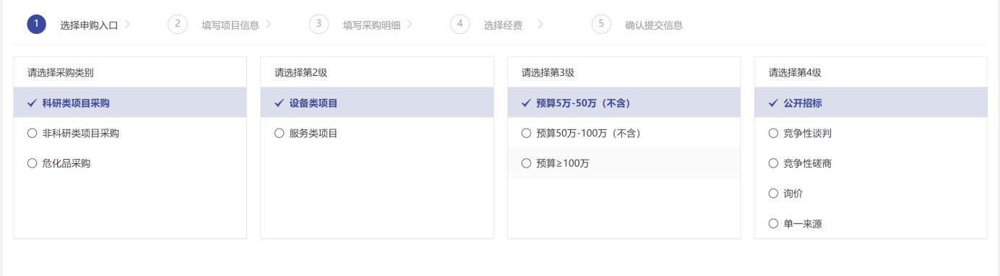 1 选择申购入口 2 填写项目信息 3 填写采购明细 4 选择经费 5 确认提交信息
请选择采购类别
科研类项目采购
非科研类项目采购
危化品采购
请选择第2级
设备类项目
服务类项目
请选择第3级
预算5万-50万（不含）
预算50万-100万（不含）
预算≥100万
请选择第4级
公开招标
竞争性谈判
竞争性磋商
询价
单一来源